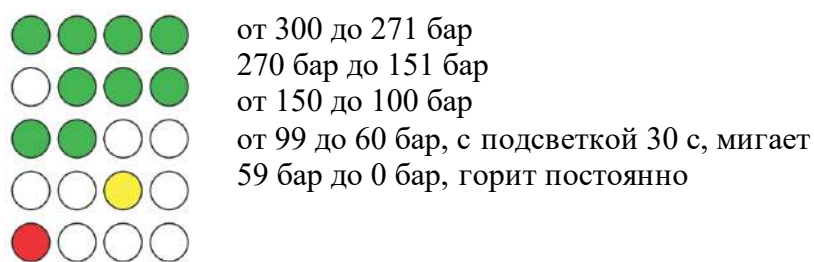 от 300 до 271 бар
270 бар до 151 бар
от 150 до 100 бар
от 99 до 60 бар, с подсветкой 30 с, мигает
59 бар до 0 бар, горит постоянно